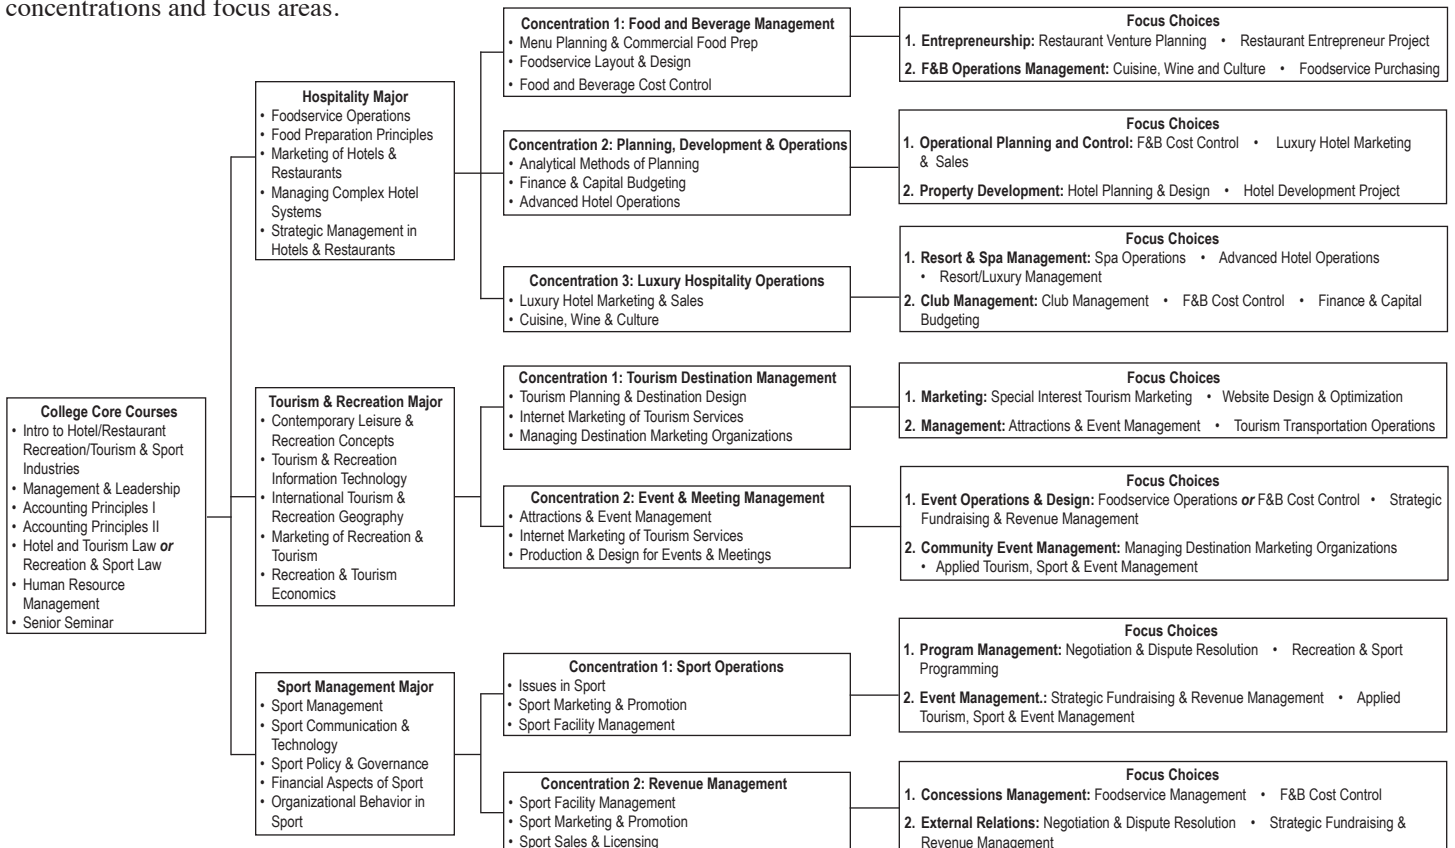 concentrations and focus areas.
College Core Courses
• Intro to Hotel/Restaurant
Recreation/Tourism & Sport
Industries
• Management & Leadership
• Accounting Principles I
• Accounting Principles II
• Hotel and Tourism Law or
Recreation & Sport Law
• Human Resource
Management
• Senior Seminar
Hospitality Major
• Foodservice Operations
• Food Preparation Principles
• Marketing of Hotels &
Restaurants
• Managing Complex Hotel
Systems
• Strategic Management in
Hotels & Restaurants
Concentration 1: Food and Beverage Management
• Menu Planning & Commercial Food Prep
• Foodservice Layout & Design
• Food and Beverage Cost Control
Focus Choices
1. Entrepreneurship: Restaurant Venture Planning • Restaurant Entrepreneur Project
2. F&B Operations Management: Cuisine, Wine and Culture • Foodservice Purchasing
Concentration 2: Planning, Development & Operations
• Analytical Methods of Planning
• Finance & Capital Budgeting
• Advanced Hotel Operations
Focus Choices
1. Operational Planning and Control: F&B Cost Control • Luxury Hotel Marketing
& Sales
2. Property Development: Hotel Planning & Design • Hotel Development Project
Concentration 3: Luxury Hospitality Operations
• Luxury Hotel Marketing & Sales
• Cuisine, Wine & Culture
Focus Choices
1. Resort & Spa Management: Spa Operations • Advanced Hotel Operations
• Resort/Luxury Management
2. Club Management: Club Management • F&B Cost Control • Finance & Capital
Budgeting
Tourism & Recreation Major
• Contemporary Leisure &
Recreation Concepts
• Tourism & Recreation
Information Technology
• International Tourism &
Recreation Geography
• Marketing of Recreation &
Tourism
• Recreation & Tourism
Economics
Concentration 1: Tourism Destination Management
• Tourism Planning & Destination Design
• Internet Marketing of Tourism Services
• Managing Destination Marketing Organizations
Focus Choices
1. Marketing: Special Interest Tourism Marketing • Website Design & Optimization
2. Management: Attractions & Event Management • Tourism Transportation Operations
Concentration 2: Event & Meeting Management
• Attractions & Event Management
• Internet Marketing of Tourism Services
• Production & Design for Events & Meetings
Focus Choices
1. Event Operations & Design: Foodservice Operations or F&B Cost Control • Strategic
Fundraising & Revenue Management
2. Community Event Management: Managing Destination Marketing Organizations
• Applied Tourism, Sport & Event Management
Sport Management Major
• Sport Management
• Sport Communication &
Technology
• Sport Policy & Governance
• Financial Aspects of Sport
• Organizational Behavior in
Sport
Concentration 1: Sport Operations
• Issues in Sport
• Sport Marketing & Promotion
• Sport Facility Management
Focus Choices
1. Program Management: Negotiation & Dispute Resolution • Recreation & Sport
Programming
2. Event Management.: Strategic Fundraising & Revenue Management • Applied
Tourism, Sport & Event Management
Concentration 2: Revenue Management
• Sport Facility Management
• Sport Marketing & Promotion
• Sport Sales & Licensing
Focus Choices
1. Concessions Management: Foodservice Management • F&B Cost Control
2. External Relations: Negotiation & Dispute Resolution • Strategic Fundraising &
Revenue Management